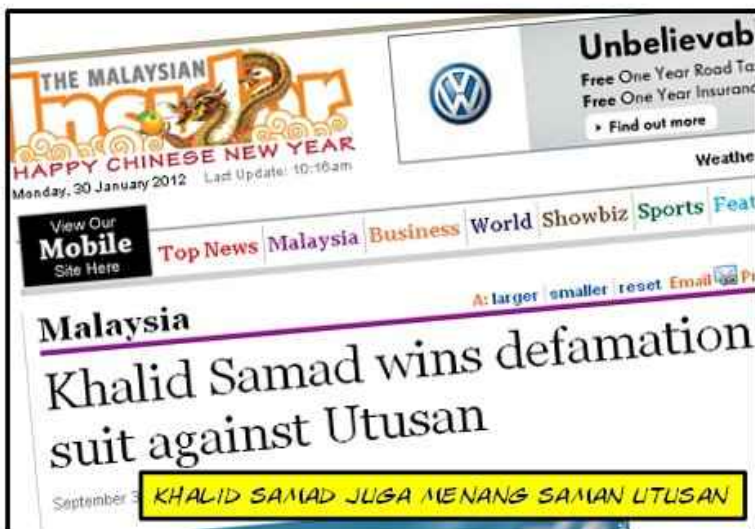 THE MALAYSIAN
Insider
HAPPY CHINESE NEW YEAR
Monday, 30 January 2012 Last Update: 10:16am
Unbelievab
Free One Year Road Ta
Free One Year Insuranc
Find out more
Weathe
View Our
Mobile
Site Here
Top News Malaysia Business World Showbiz Sports Feat
Malaysia
A: larger smaller reset Email P
Khalid Samad wins defamation
suit against Utusan
September 3
KHALID SAMAD JUGA MENANG SAMAN UTUSAN